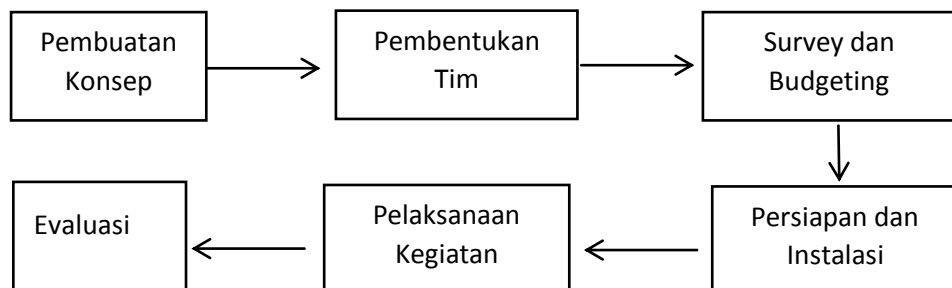 Pembuatan
Konsep
Pembentukan
Tim
Survey dan
Budgeting
Persiapan dan
Instalasi
Pelaksanaan
Kegiatan
Evaluasi